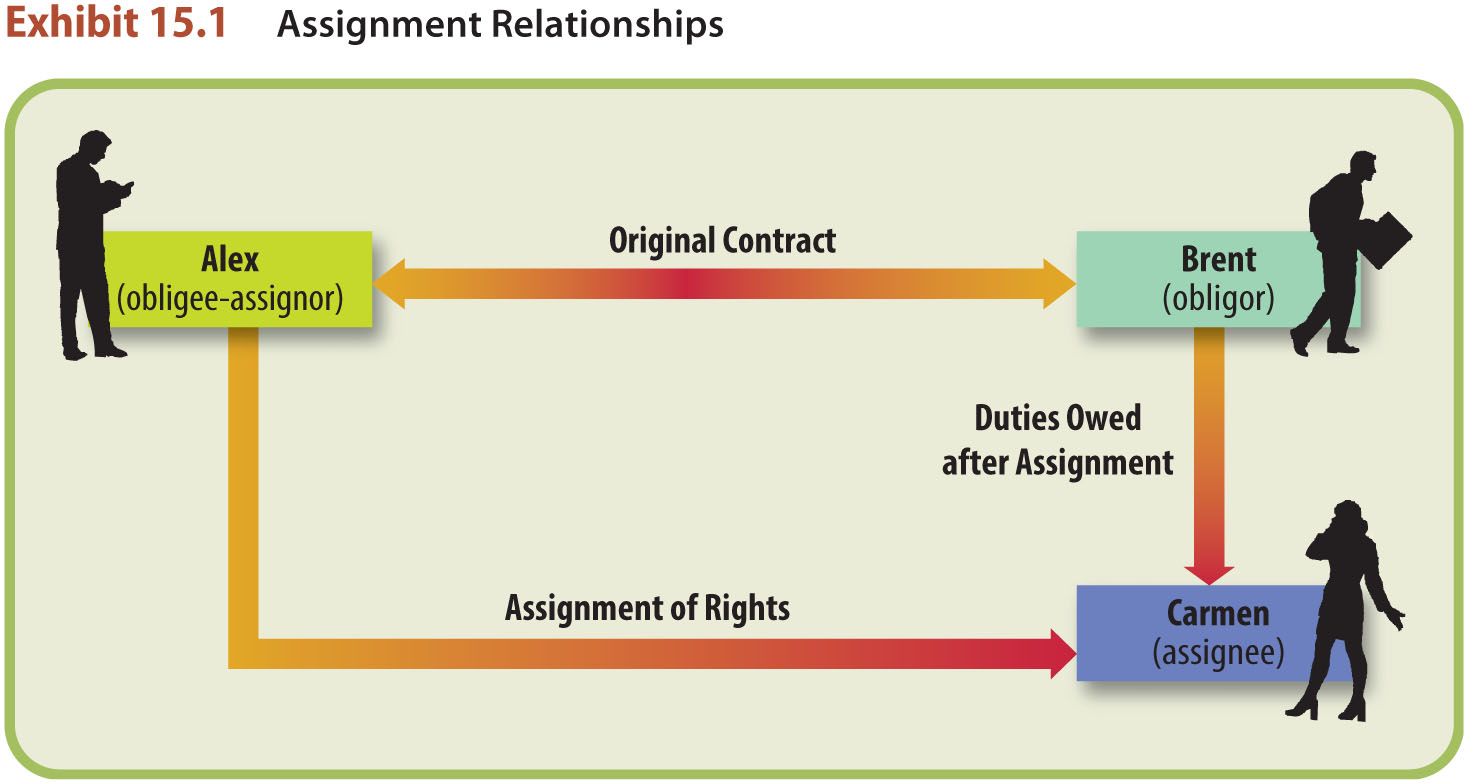 Exhibit 15.1 Assignment Relationships
Alex
(obligee-assignor)
Original Contract
Brent
(obligor)
Duties Owed
after Assignment
Assignment of Rights
Carmen
(assignee)